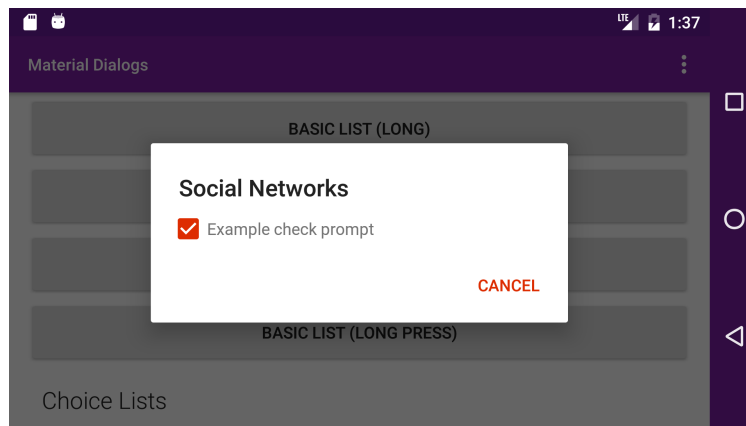 LTE 1:37
Material Dialogs
BASIC LIST (LONG)
Social Networks
Example check prompt
CANCEL
BASIC LIST (LONG PRESS)
Choice Lists